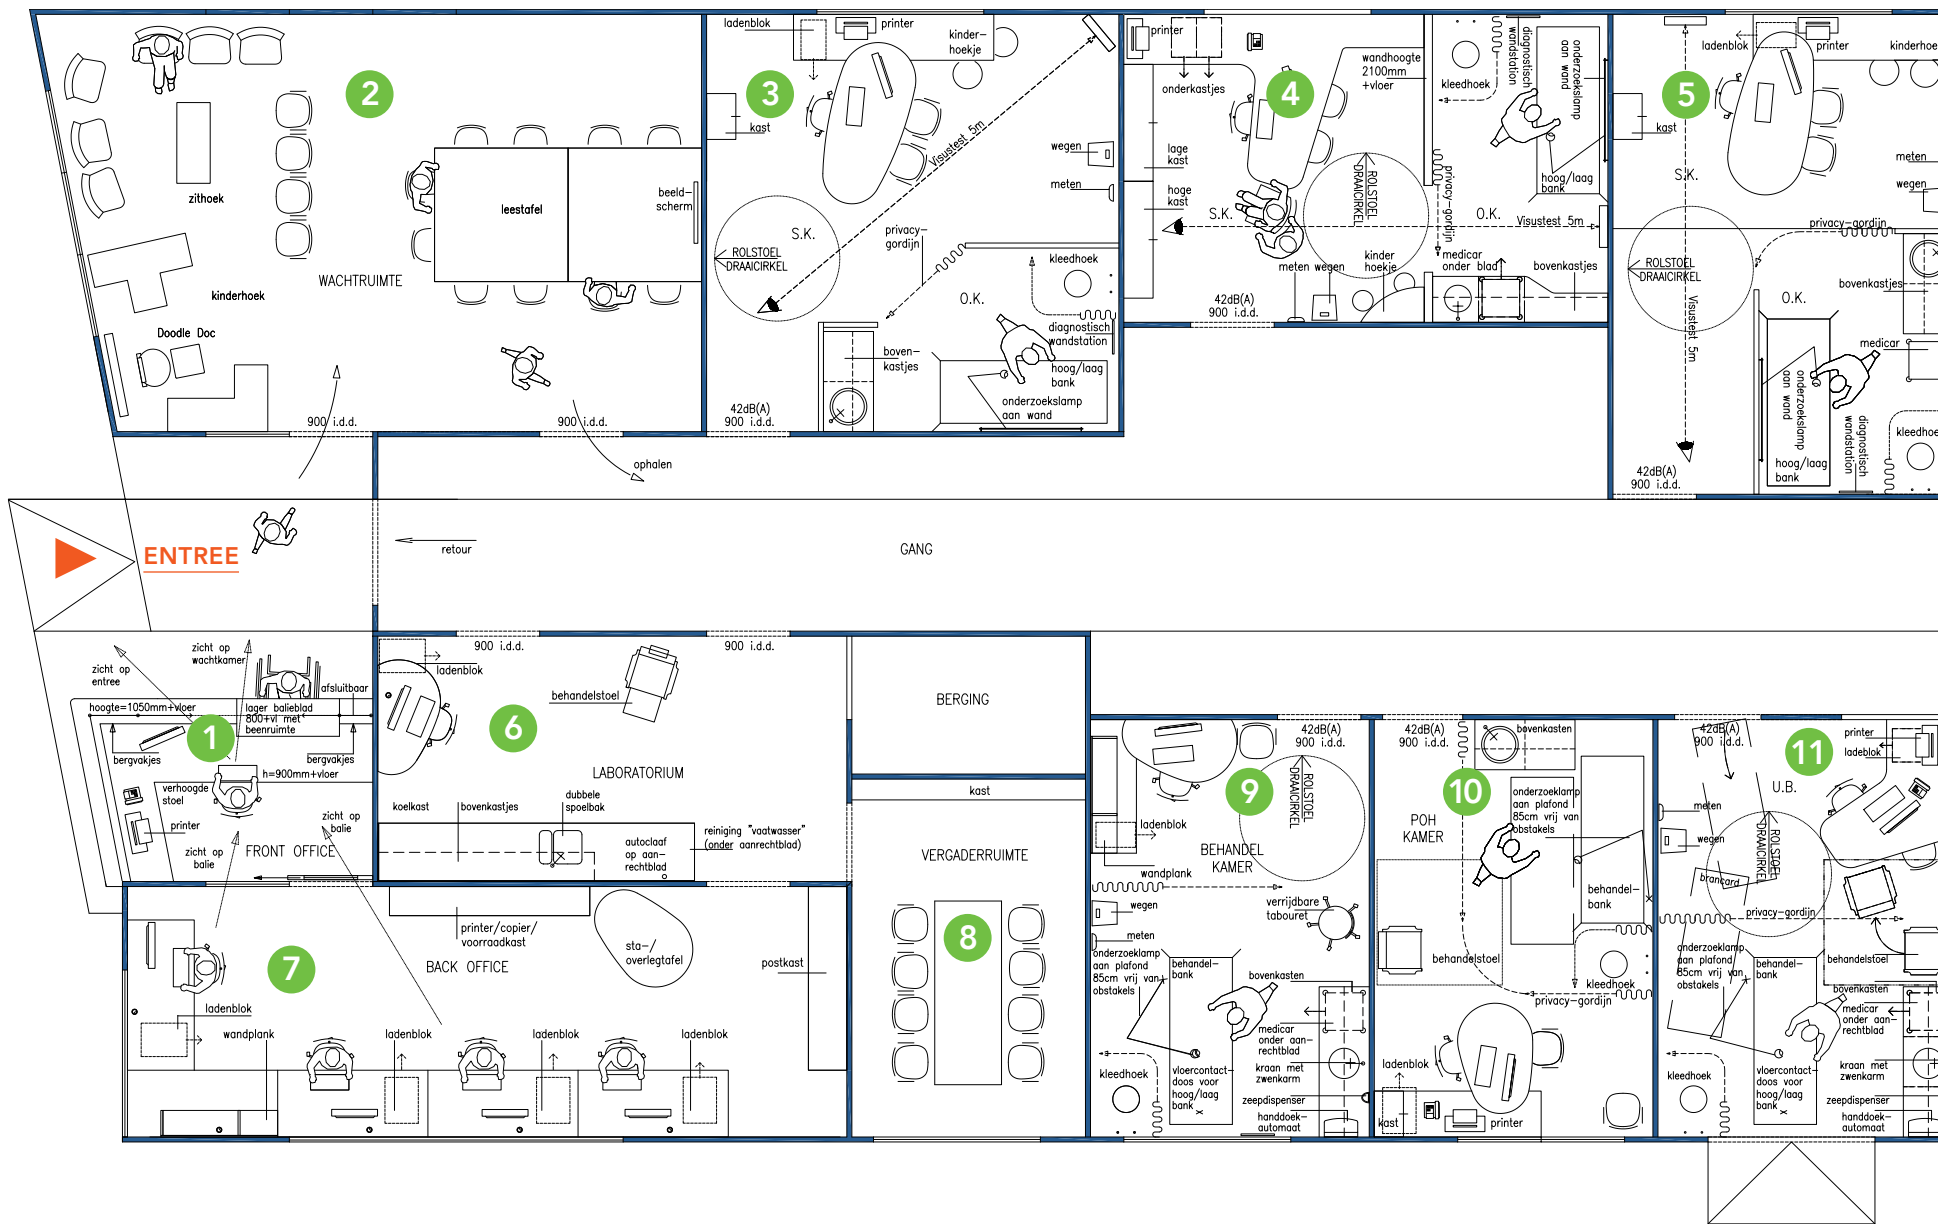 2
zithoek
kinderhoek
WACHTRUIMTE
Doodle Doc
leestafel
beeld-
scherm
900 i.d.d.
900 i.d.d.
ophalen
3
ladenblok
printer
kinder-
hoekje
kast
Visustest 5m
wegen
meten
S.K.
ROLSTOEL
DRAAICIRKEL
privacy-
gordijn
kleedhoek
O.K.
diagnostisch
wandstation
boven-
kastjes
hoog/laag
bank
onderzoekslamp
aan wand
42dB(A)
900 i.d.d.
4
printer
onderkastjes
wandhoogte
2100mm
+vloer
kleedhoek
diagnostisch
wandstation
onderzoekslamp
aan wand
lage
kast
hoge
kast
S.K.
ROLSTOEL
DRAAICIRKEL
privacy-
gordijn
O.K.
hoog/laag
bank
Visustest 5m
meten wegen
kinder
hoekje
medicar
onder blad
bovenkastjes
42dB(A)
900 i.d.d.
5
ladenblok
printer
kinderhoe
kast
S.K.
meten
wegen
privacy-gordijn
ROLSTOEL
DRAAICIRKEL
Visustest 5m
O.K.
bovenkastjes
medicar
onderzoekslamp
aan wand
diagnostisch
wandstation
kleedhoe
hoog/laag
bank
42dB(A)
900 i.d.d.
ENTREE
retour
GANG
1
zicht op
entree
zicht op
wachtkamer
afsluitbaar
hoogte=1050mm+vloer
lager balieblad
800+vl met
beenruimte
bergvakjes
bergvakjes
h=900mm+vloer
verhoogde
stoel
printer
zicht op
balie
zicht op
balie
FRONT OFFICE
6
900 i.d.d.
900 i.d.d.
ladenblok
behandelstoel
LABORATORIUM
koelkast
bovenkastjes
dubbele
spoelbak
autoclaaf
op aan-
rechtblad
reiniging "vaatwasser"
(onder aanrechtblad)
BERGING
kast
VERGADERRUIMTE
8
7
printer/copier/
voorraadkast
BACK OFFICE
sta-/
overlegtafel
postkast
ladenblok
wandplank
ladenblok
ladenblok
ladenblok
9
42dB(A)
900 i.d.d.
ROLSTOEL
DRAAICIRKEL
ladenblok
BEHANDEL
KAMER
wandplank
wegen
meten
verrijdbare
tabouret
onderzoeklamp
aan plafond
85cm vrij van
obstakels
behandel-
bank
bovenkasten
medicar
onder aan-
rechtblad
kleedhoek
vloercontact-
doos voor
hoog/laag
bank
kraan met
zwenkarm
zeepdispenser
handdoek-
automaat
10
42dB(A)
900 i.d.d.
bovenkasten
onderzoeklamp
aan plafond
85cm vrij van
obstakels
POH
KAMER
behandel-
bank
behandelstoel
kleedhoek
privacy-gordijn
ladenblok
kast
printer
11
42dB(A)
900 i.d.d.
printer
ladeblok
U.B.
meten
wegen
ROLSTOEL
DRAAICIRKEL
brancard
privacy-gordijn
onderzoeklamp
aan plafond
85cm vrij van
obstakels
behandel-
bank
behandelstoel
bovenkasten
medicar
onder aan-
rechtblad
kleedhoek
vloercontact-
doos voor
hoog/laag
bank
kraan met
zwenkarm
zeepdispenser
handdoek-
automaat